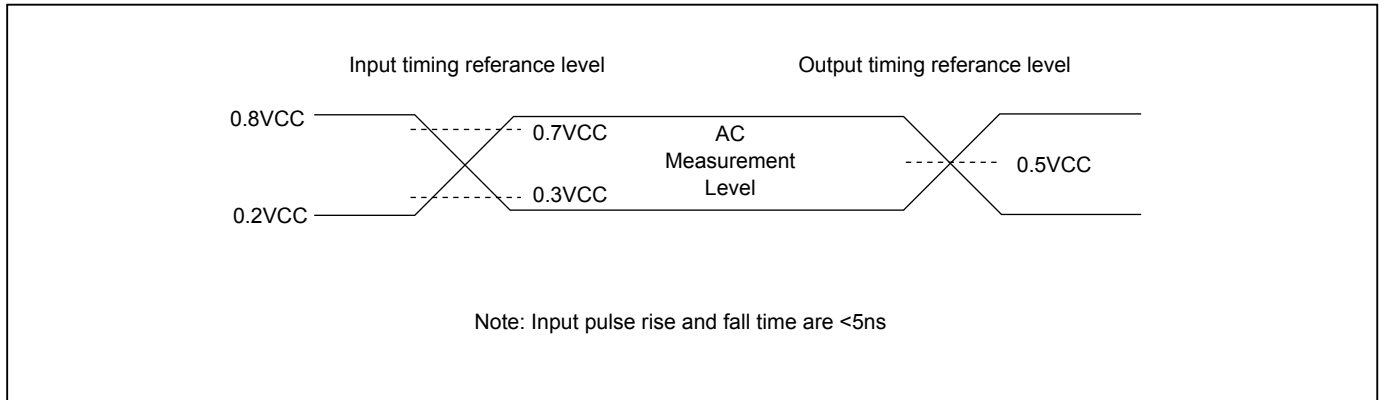 Input timing referance level
Output timing referance level
0.8VCC
0.7VCC
AC
Measurement
Level
0.5VCC
0.3VCC
0.2VCC
Note: Input pulse rise and fall time are <5ns